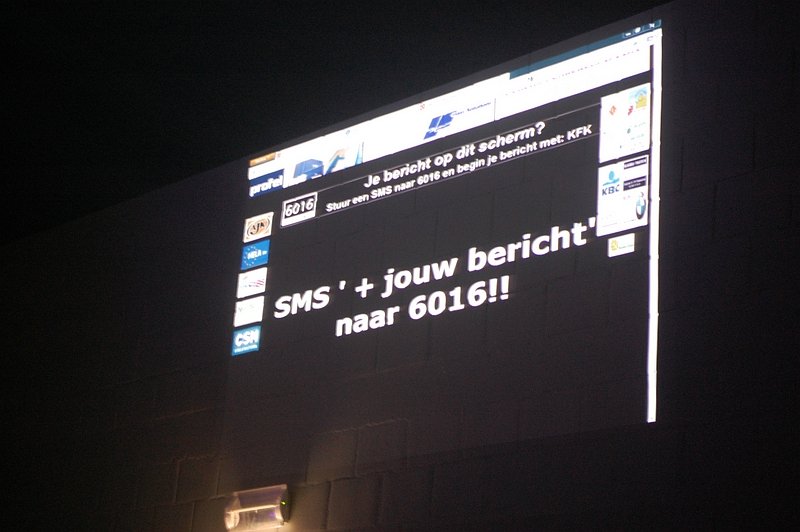 profel
Je bericht op dit scherm?
6016
Stuur een SMS naar 6016 en begin je bericht met: KFK
KBC
SMS ' + jouw bericht'
naar 6016!!
CSN